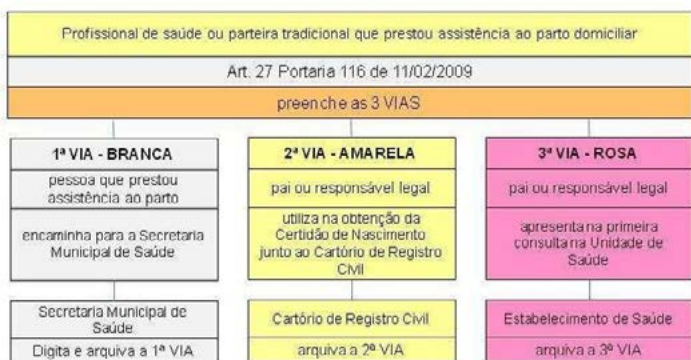 Profissional de saúde ou parteira tradicional que prestou assistência ao parto domiciliar
Art. 27 Portaria 116 de 11/02/2009
preenche as 3 VIAS
1ª VIA - BRANCA
pessoa que prestou
assistência ao parto
encaminha para a Secretaria
Municipal de Saúde
Secretaria Municipal de
Saúde
Digita e arquiva a 1ª VIA
2ª VIA - AMARELA
pai ou responsável legal
utiliza na obtenção da
Certidão de Nascimento
junto ao Cartório de Registro
Civil
Cartório de Registro Civil
arquiva a 2ª VIA
3ª VIA - ROSA
pai ou responsável legal
apresenta na primeira
consulta na Unidade de
Saúde
Estabelecimento de Saúde
arquiva a 3ª VIA